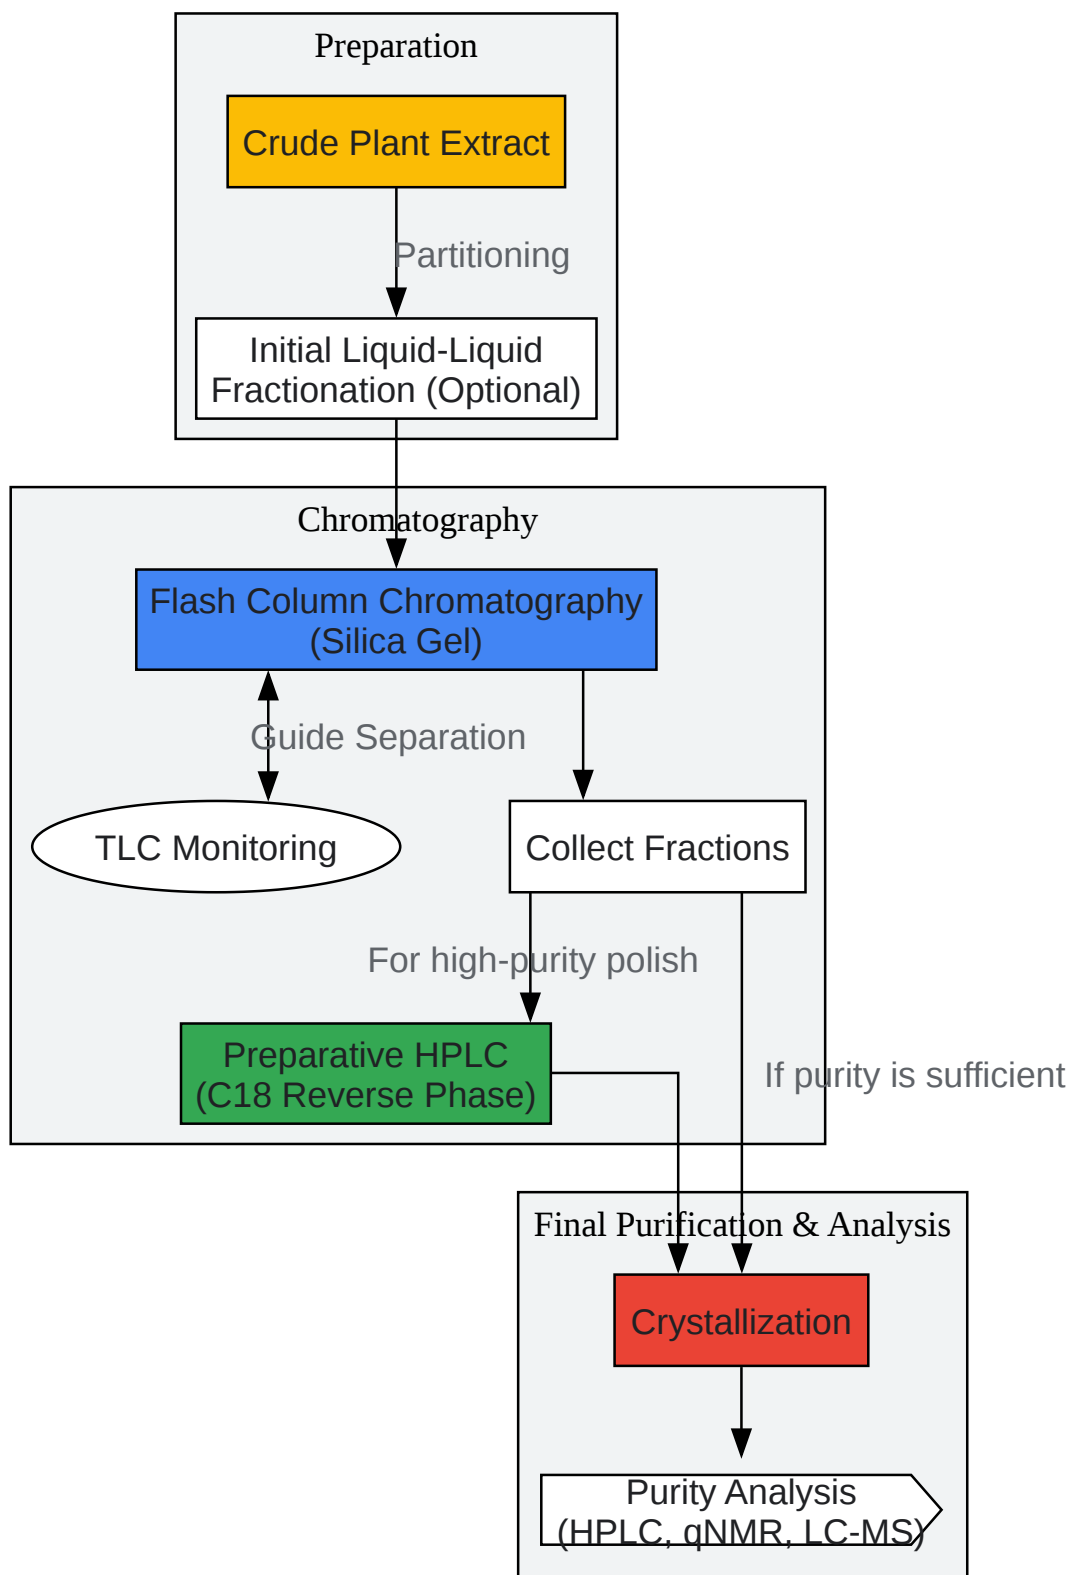 Preparation
Crude Plant Extract
Partitioning
Initial Liquid-Liquid
Fractionation (Optional)
Chromatography
Flash Column Chromatography
(Silica Gel)
Guide Separation
TLC Monitoring
Collect Fractions
For high-purity polish
Preparative HPLC
(C18 Reverse Phase)
If purity is sufficient
Final Purification & Analysis
Crystallization
Purity Analysis
(HPLC, qNMR, LC-MS)